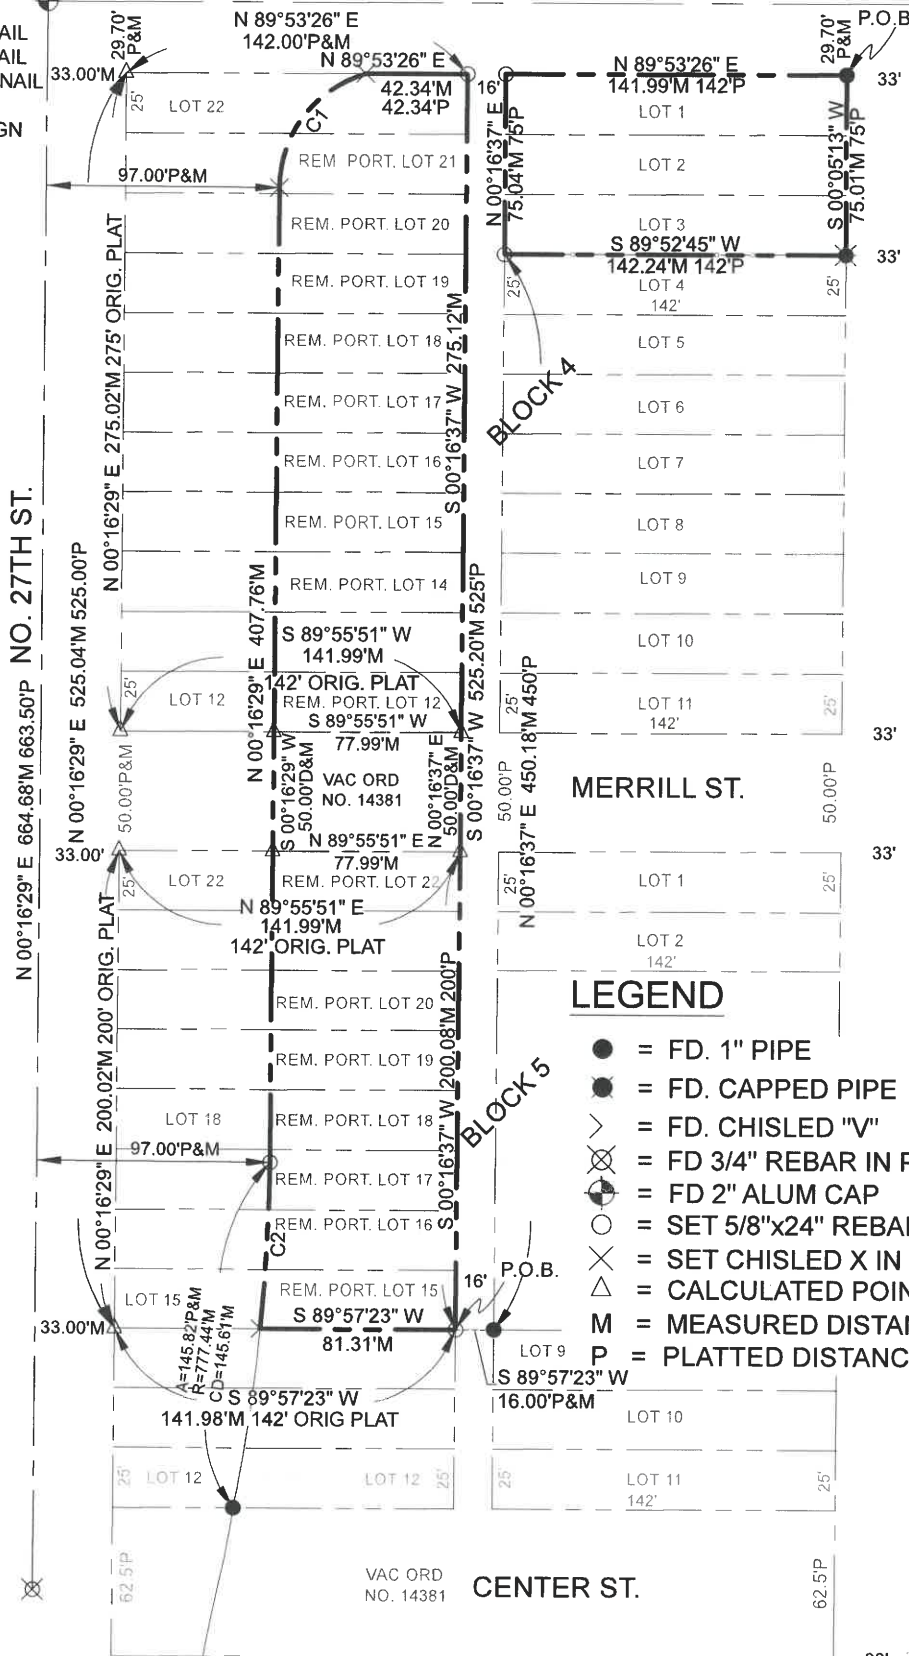 29.70'
P&M
N 89°53'26" E
142.00'P&M
29.70'
P&M
P.O.B
AIL
AIL
NAIL
GN
33.00'M
25'
LOT 22
N 89°53'26" E
42.34'M
42.34'P
16'
N 89°53'26" E
141.99'M 142'P
33'
LOT 1
C1
REM PORT. LOT 21
N 00°16'37" E
75.04'M 75'P
LOT 2
S 00°05'13" W
75.01'M 75'P
97.00'P&M
REM. PORT. LOT 20
LOT 3
S 89°52'45" W
142.24'M 142'P
33'
REM. PORT. LOT 19
25'
LOT 4
142'
25'
N 00°16'29" E 275.02'M 275' ORIG. PLAT
S 00°16'37" W 275.12'M
REM. PORT. LOT 18
LOT 5
BLOCK 4
REM. PORT. LOT 17
LOT 6
REM. PORT. LOT 16
LOT 7
REM. PORT. LOT 15
LOT 8
REM. PORT. LOT 14
LOT 9
NO. 27TH ST.
N 00°16'29" E 664.68'M 663.50'P
N 00°16'29" E 525.04'M 525.00'P
N 00°16'29" E 407.76'M
S 89°55'51" W
141.99'M
142' ORIG. PLAT
LOT 10
S 00°16'37" W 525.20'M 525'P
N 00°16'37" E 450.18'M 450'P
25'
LOT 12
REM. PORT. LOT 12
S 89°55'51" W
77.99'M
25'
LOT 11
142'
25'
33'
50.00'P&M
S 00°16'29" W
50.00'D&M
VAC ORD
NO. 14381
N 00°16'37" E
50.00'D&M
50.00'P
MERRILL ST.
50.00'P
33.00'
N 89°55'51" E
77.99'M
33'
25'
LOT 22
REM. PORT. LOT 22
25'
LOT 1
25'
N 89°55'51" E
141.99'M
142' ORIG. PLAT
LOT 2
142'
N 00°16'29" E 200.02'M 200' ORIG. PLAT
S 00°16'37" W 200.08'M 200'P
REM. PORT. LOT 20
REM. PORT. LOT 19
LOT 18
REM. PORT. LOT 18
BLOCK 5
97.00'P&M
REM. PORT. LOT 17
REM. PORT. LOT 16
C2
LEGEND
= FD. 1" PIPE
= FD. CAPPED PIPE
= FD. CHISLED "V"
= FD 3/4" REBAR IN
= FD 2" ALUM CAP
= SET 5/8"x24" REBA
= SET CHISLED X IN
= CALCULATED POIN
M = MEASURED DISTAN
P = PLATTED DISTANC
LOT 15
REM. PORT. LOT 15
16'
P.O.B.
33.00'M
S 89°57'23" W
81.31'M
LOT 9
A=145.82'P&M
R=777.44'M
CD=145.61'M
S 89°57'23" W
16.00'P&M
S 89°57'23" W
141.98'M 142' ORIG PLAT
LOT 10
25'
LOT 12
LOT 12
25'
25'
LOT 11
142'
25'
62.5'P
VAC ORD
NO. 14381
CENTER ST.
62.5'P